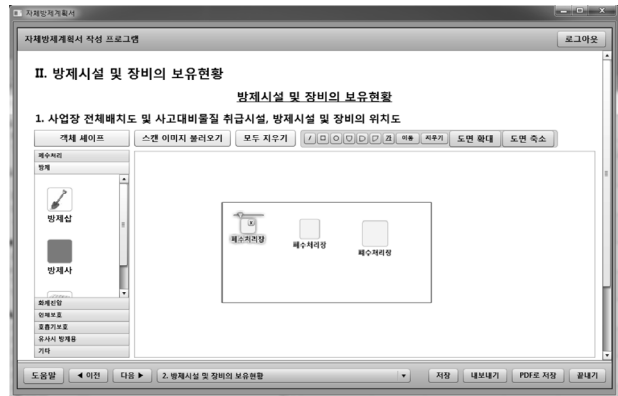 자체방제계획서
자체방제계획서 작성 프로그램
로그아웃
II. 방제시설 및 장비의 보유현황
방제시설 및 장비의 보유현황
1. 사업장 전체배치도 및 사고대비물질 취급시설, 방제시설 및 장비의 위치도
객체 셰이프
스캔 이미지 불러오기
모두 지우기
이동
지우기
도면 확대
도면 축소
폐수처리
방제
방제삽
방제사
화재진압
인체보호
호흡기보호
유사시 방재용
기타
폐수처리장
폐수처리장
폐수처리장
도움말
◀ 이전
다음 ▶
2. 방제시설 및 장비의 보유현황
저장
내보내기
PDF로 저장
끝내기